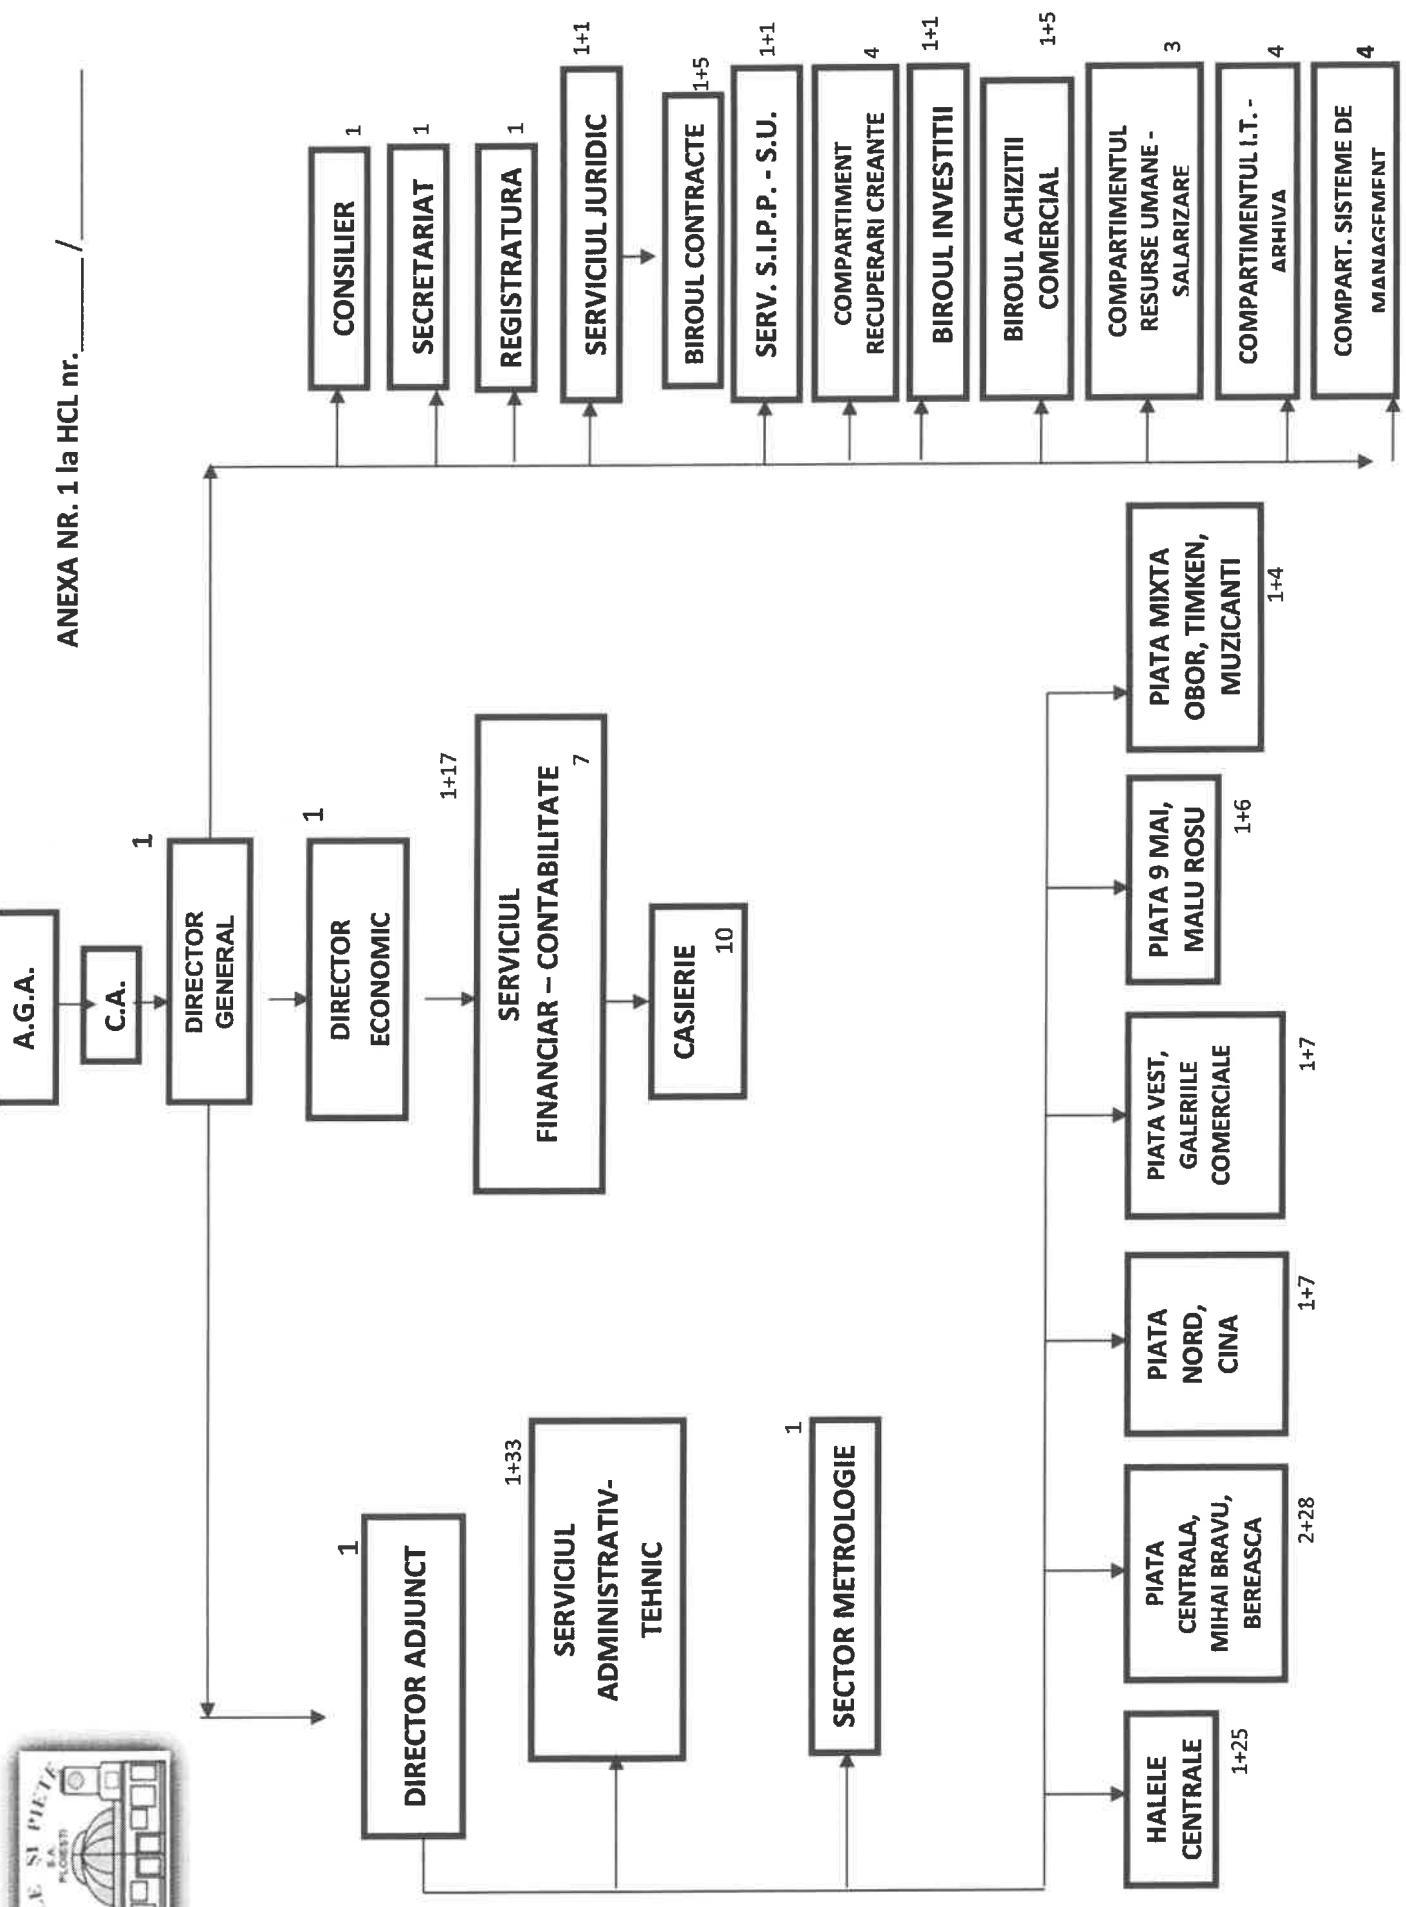 ANEXA NR. 1 la HCL nr.______ / ____________
E SI PIETE
S.A.
PLOIESTI
A.G.A.
C.A.
1
DIRECTOR
GENERAL
1
DIRECTOR
ECONOMIC
1+17
SERVICIUL
FINANCIAR – CONTABILITATE
7
CASIERIE
10
1
DIRECTOR ADJUNCT
1+33
SERVICIUL
ADMINISTRATIV-
TEHNIC
1
SECTOR METROLOGIE
HALELE
CENTRALE
1+25
PIATA
CENTRALA,
MIHAI BRAVU,
BEREASCA
2+28
PIATA
NORD,
CINA
1+7
PIATA VEST,
GALERIILE
COMERCIALE
1+7
PIATA 9 MAI,
MALU ROSU
1+6
PIATA MIXTA
OBOR, TIMKEN,
MUZICANTI
1+4
CONSILIER
1
SECRETARIAT
1
REGISTRATURA
1
SERVICIUL JURIDIC
1+1
BIROUL CONTRACTE
1+5
SERV. S.I.P.P. - S.U.
1+1
COMPARTIMENT
RECUPERARI CREANTE
4
BIROUL INVESTITII
1+1
BIROUL ACHIZITII
COMERCIAL
1+5
COMPARTIMENTUL
RESURSE UMANE -
SALARIZARE
3
COMPARTIMENTUL I.T. -
ARHIVA
4
COMPART. SISTEME DE
MANAGEMENT
4